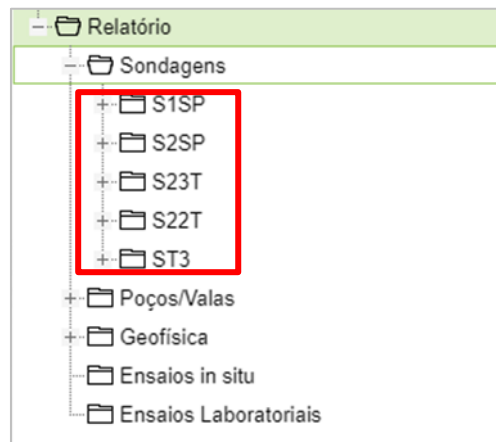 Relatório
Sondagens
S1SP
S2SP
S23T
S22T
ST3
Poços/Valas
Geofísica
Ensaios in situ
Ensaios Laboratoriais